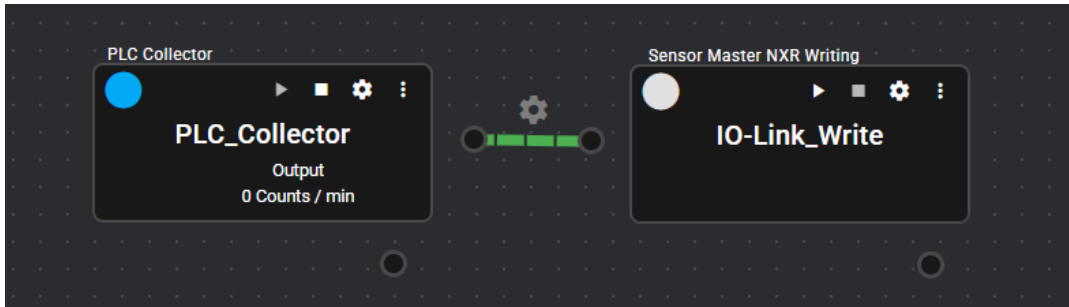 PLC Collector
PLC_Collector
Output
0 Counts / min
Sensor Master NXR Writing
IO-Link_Write